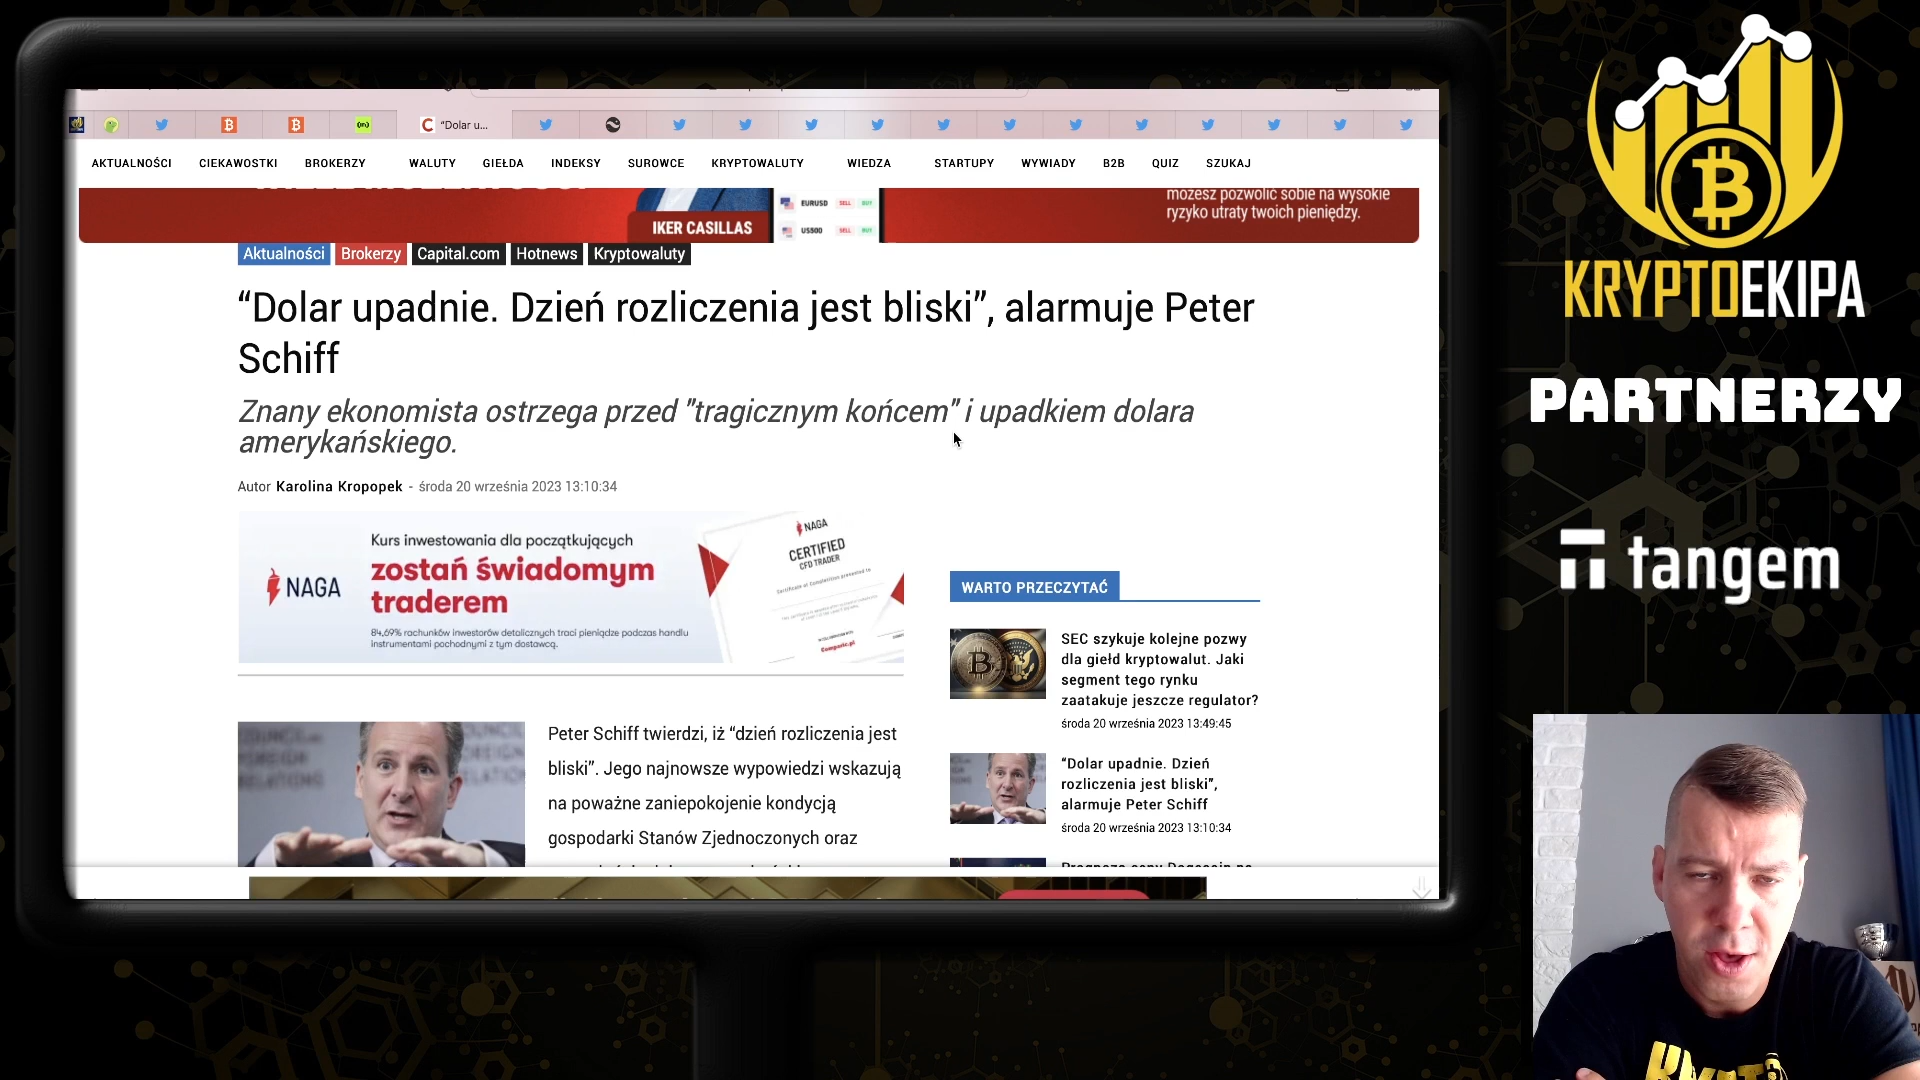 "Dolar u...
AKTUALNOŚCI CIEKAWOSTKI BROKERZY WALUTY GIEŁDA INDEKSY SUROWCE KRYPTOWALUTY WIEDZA STARTUPY WYWIADY B2B QUIZ SZUKAJ
IKER CASILLAS
EURUSD SELL BUY
US500 SELL BUY
możesz pozwolić sobie na wysokie
ryzyko utraty twoich pieniędzy.
Aktualności Brokerzy Capital.com Hotnews Kryptowaluty
“Dolar upadnie. Dzień rozliczenia jest bliski”, alarmuje Peter
Schiff
Znany ekonomista ostrzega przed "tragicznym końcem" i upadkiem dolara
amerykańskiego.
Autor Karolina Kropopek - środa 20 września 2023 13:10:34
NAGA
Kurs inwestowania dla początkujących
zostań świadomym
traderem
84,69% rachunków inwestorów detalicznych traci pieniądze podczas handlu
instrumentami pochodnymi z tym dostawcą.
NAGA
CERTIFIED
CFD TRADER
Comparic.pl
Peter Schiff twierdzi, iż “dzień rozliczenia jest
bliski”. Jego najnowsze wypowiedzi wskazują
na poważne zaniepokojenie kondycją
gospodarki Stanów Zjednoczonych oraz
WARTO PRZECZYTAĆ
SEC szykuje kolejne pozwy
dla giełd kryptowalut. Jaki
segment tego rynku
zaatakuje jeszcze regulator?
środa 20 września 2023 13:49:45
“Dolar upadnie. Dzień
rozliczenia jest bliski”,
alarmuje Peter Schiff
środa 20 września 2023 13:10:34
KRYPTOEKIPA
PARTNERZY
tangem